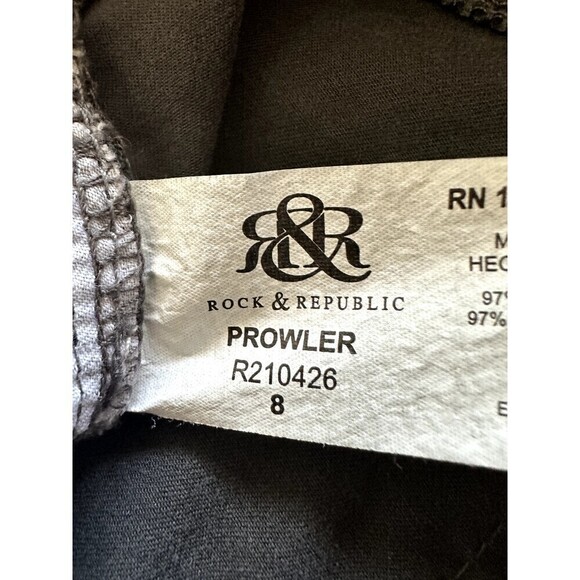 R&R
ROCK & REPUBLIC
PROWLER
R210426
8
RN 1
M
HEC
97%
97%
E